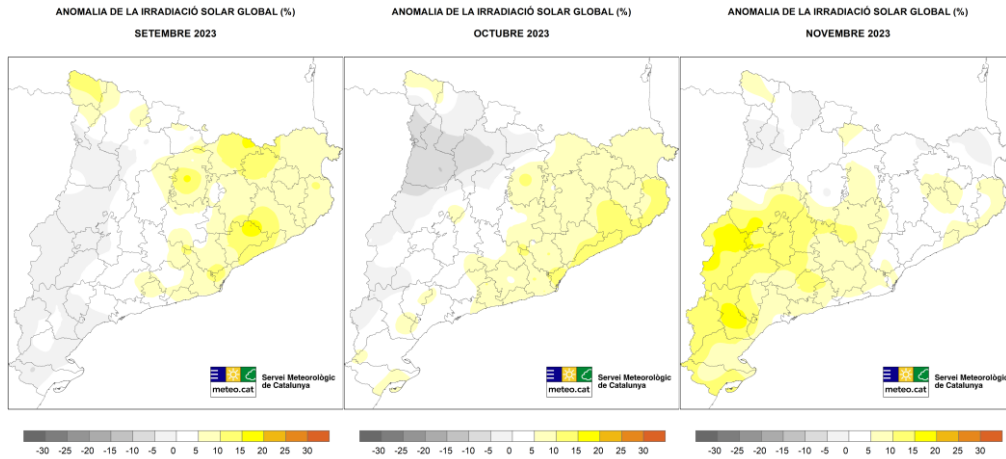 ANOMALIA DE LA IRRADIACIÓ SOLAR GLOBAL (%)
SETEMBRE 2023
meteo.cat
Servei Meteorològic
de Catalunya
-30 -25 -20 -15 -10 -5 0 5 10 15 20 25 30
ANOMALIA DE LA IRRADIACIÓ SOLAR GLOBAL (%)
OCTUBRE 2023
meteo.cat
Servei Meteorològic
de Catalunya
-30 -25 -20 -15 -10 -5 0 5 10 15 20 25 30
ANOMALIA DE LA IRRADIACIÓ SOLAR GLOBAL (%)
NOVEMBRE 2023
meteo.cat
Servei Meteorològic
de Catalunya
-30 -25 -20 -15 -10 -5 0 5 10 15 20 25 30